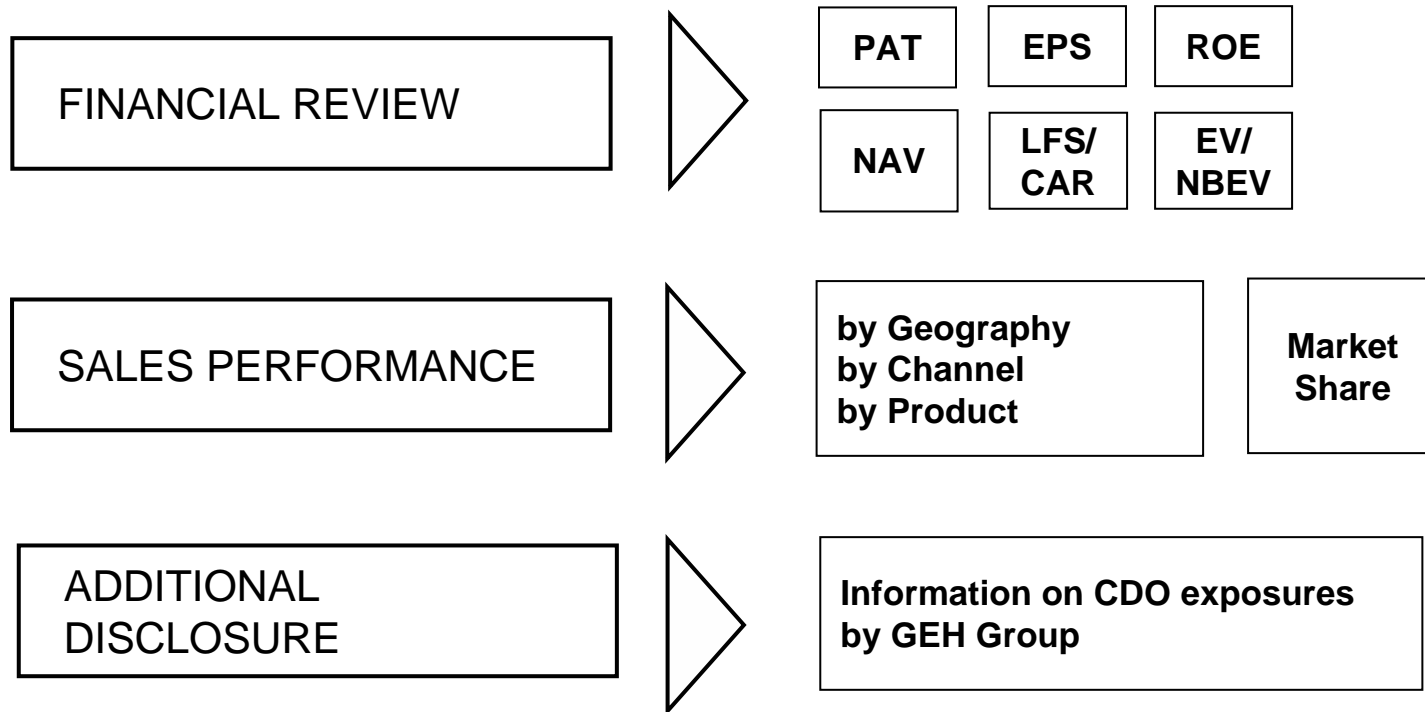 FINANCIAL REVIEW
PAT
EPS
ROE
NAV
LFS/
CAR
EV/
NBEV
SALES PERFORMANCE
by Geography
by Channel
by Product
Market
Share
ADDITIONAL
DISCLOSURE
Information on CDO exposures
by GEH Group